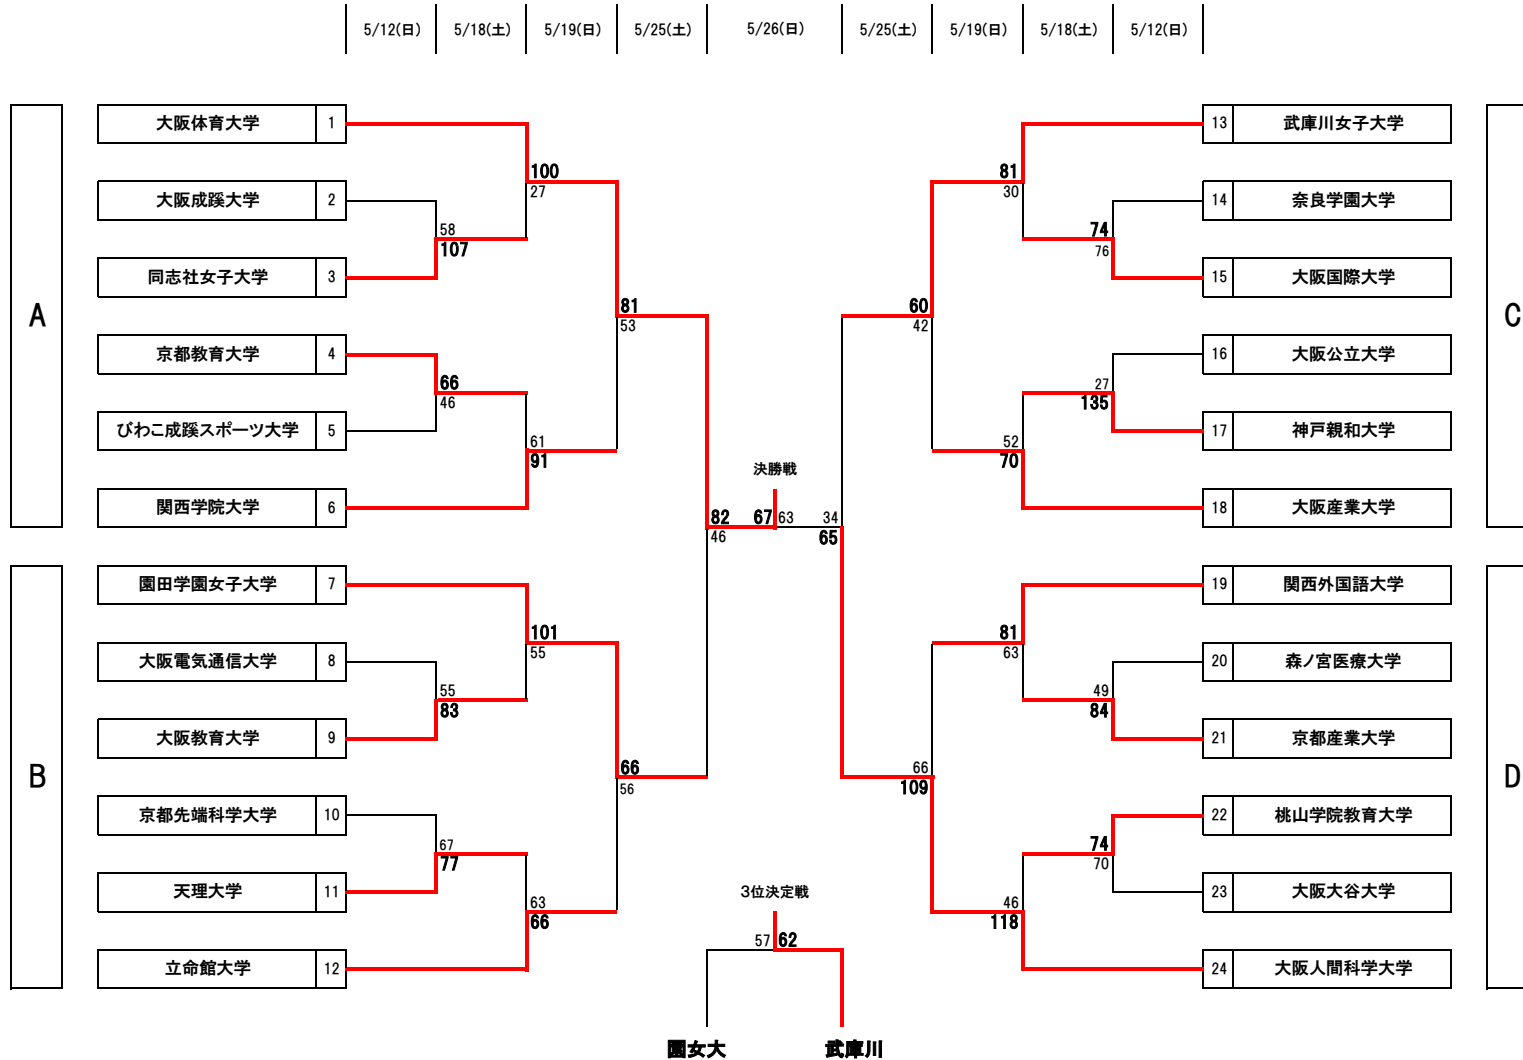 5/12(日) 5/18(土) 5/19(日) 5/25(土) 5/26(日) 5/25(土) 5/19(日) 5/18(土) 5/12(日)
大阪体育大学 1 13 武庫川女子大学
100 81
27 30
大阪成蹊大学 2 14 奈良学園大学
58 74
107 76
同志社女子大学 3 15 大阪国際大学
A 81 60 C
53 42
京都教育大学 4 16 大阪公立大学
66 27
46 135
びわこ成蹊スポーツ大学 5 17 神戸親和大学
61 52
91 70
決勝戦
関西学院大学 6 18 大阪産業大学
82 67 63 34
46 65
園田学園女子大学 7 19 関西外国語大学
101 81
55 63
大阪電気通信大学 8 20 森ノ宮医療大学
55 49
83 84
大阪教育大学 9 21 京都産業大学
B 66 66 D
56 109
京都先端科学大学 10 22 桃山学院教育大学
67 74
77 70
天理大学 11 3位決定戦 23 大阪大谷大学
63 46
66 118
57 62
立命館大学 12 24 大阪人間科学大学
園女大 武庫川